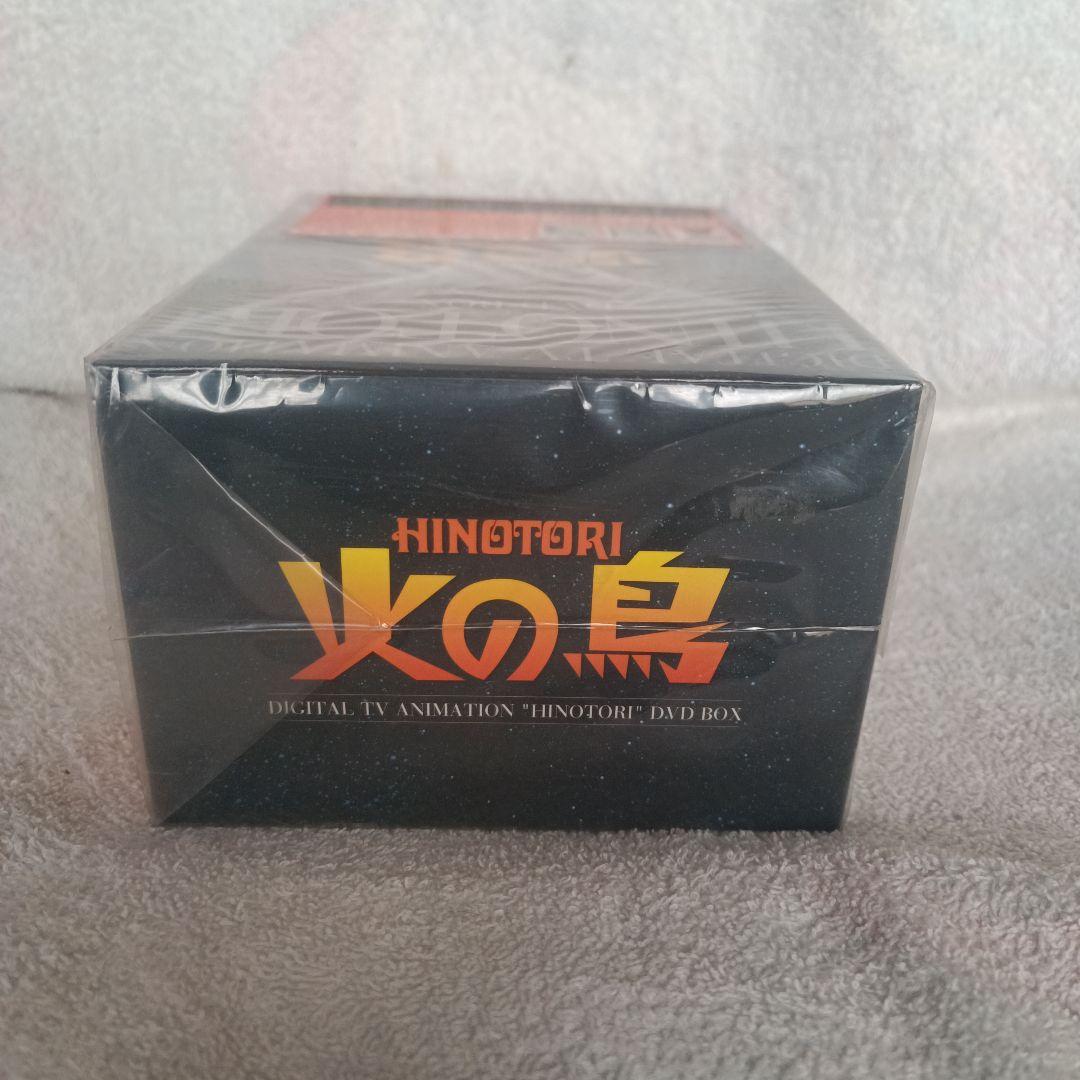 HINOTORI
火の鳥
DIGITAL TV ANIMATION "HINOTORI" DVD BOX